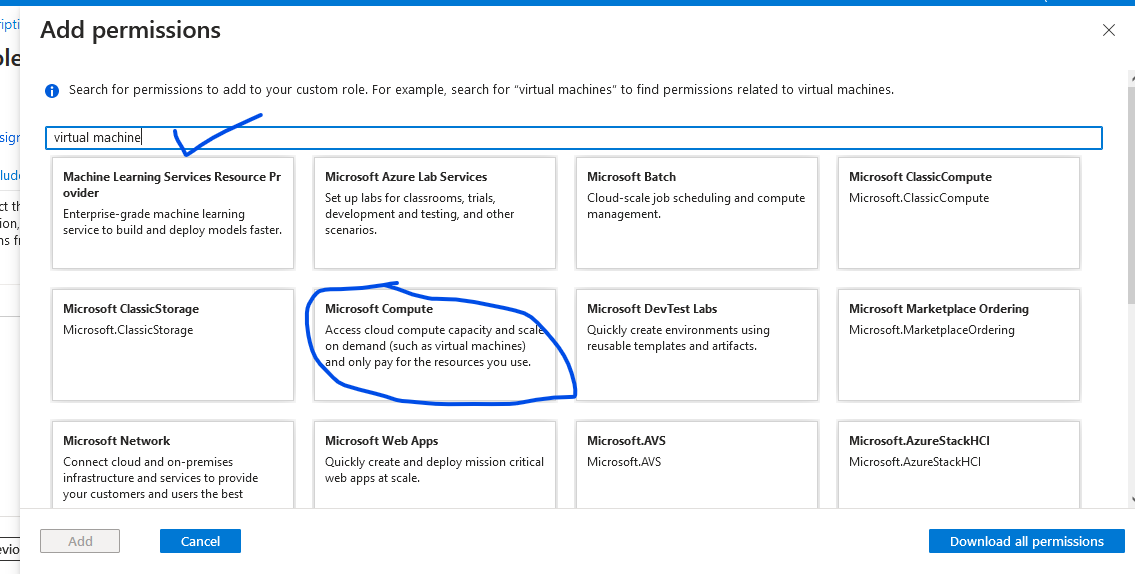 ripti
Add permissions
ole
Search for permissions to add to your custom role. For example, search for “virtual machines” to find permissions related to virtual machines.
sign
virtual machine
lude
Machine Learning Services Resource Pr
ovider
Enterprise-grade machine learning
service to build and deploy models faster.
Microsoft Azure Lab Services
Set up labs for classrooms, trials,
development and testing, and other
scenarios.
Microsoft Batch
Cloud-scale job scheduling and compute
management.
Microsoft ClassicCompute
Microsoft.ClassicCompute
ct th
tion,
ns fr
Microsoft ClassicStorage
Microsoft.ClassicStorage
Microsoft Compute
Access cloud compute capacity and scale
on demand (such as virtual machines)
and only pay for the resources you use.
Microsoft DevTest Labs
Quickly create environments using
reusable templates and artifacts.
Microsoft Marketplace Ordering
Microsoft.MarketplaceOrdering
Microsoft Network
Connect cloud and on-premises
infrastructure and services to provide
your customers and users the best
Microsoft Web Apps
Quickly create and deploy mission critical
web apps at scale.
Microsoft.AVS
Microsoft.AVS
Microsoft.AzureStackHCI
Microsoft.AzureStackHCI
evio
Add
Cancel
Download all permissions